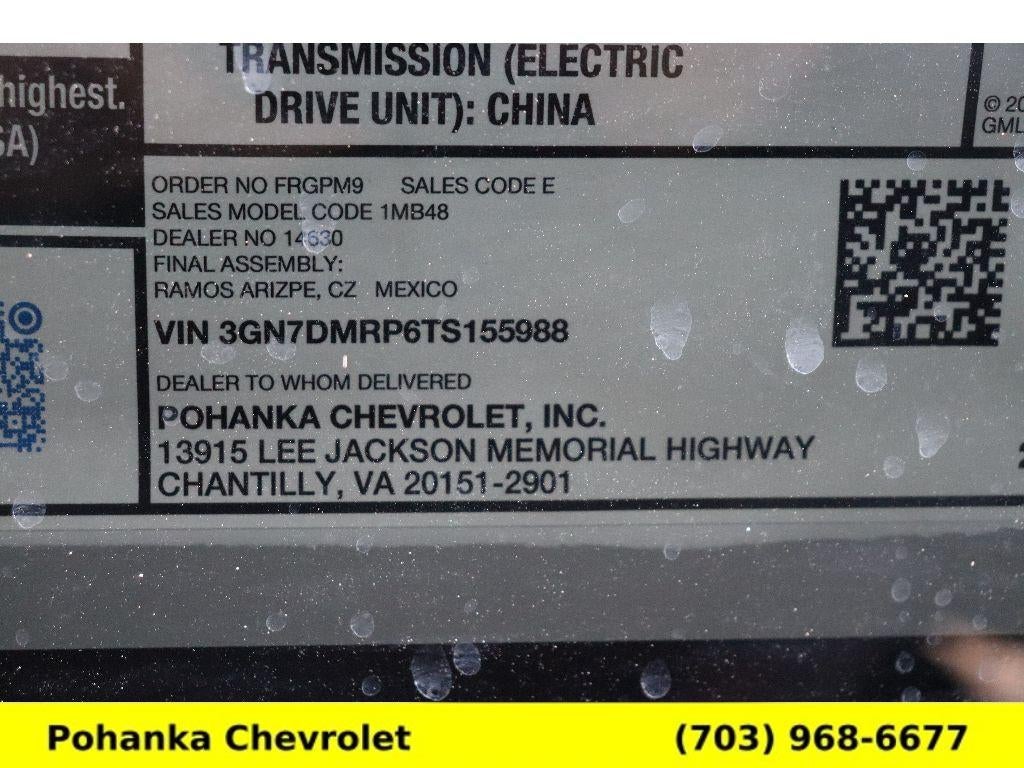 TRANSMISSION (ELECTRIC
DRIVE UNIT): CHINA
highest.
SA)
© 20
GML
ORDER NO FRGPM9 SALES CODE E
SALES MODEL CODE 1MB48
DEALER NO 14630
FINAL ASSEMBLY:
RAMOS ARIZPE, CZ MEXICO
VIN 3GN7DMRP6TS155988
DEALER TO WHOM DELIVERED
POHANKA CHEVROLET, INC.
13915 LEE JACKSON MEMORIAL HIGHWAY
CHANTILLY, VA 20151-2901
Pohanka Chevrolet (703) 968-6677